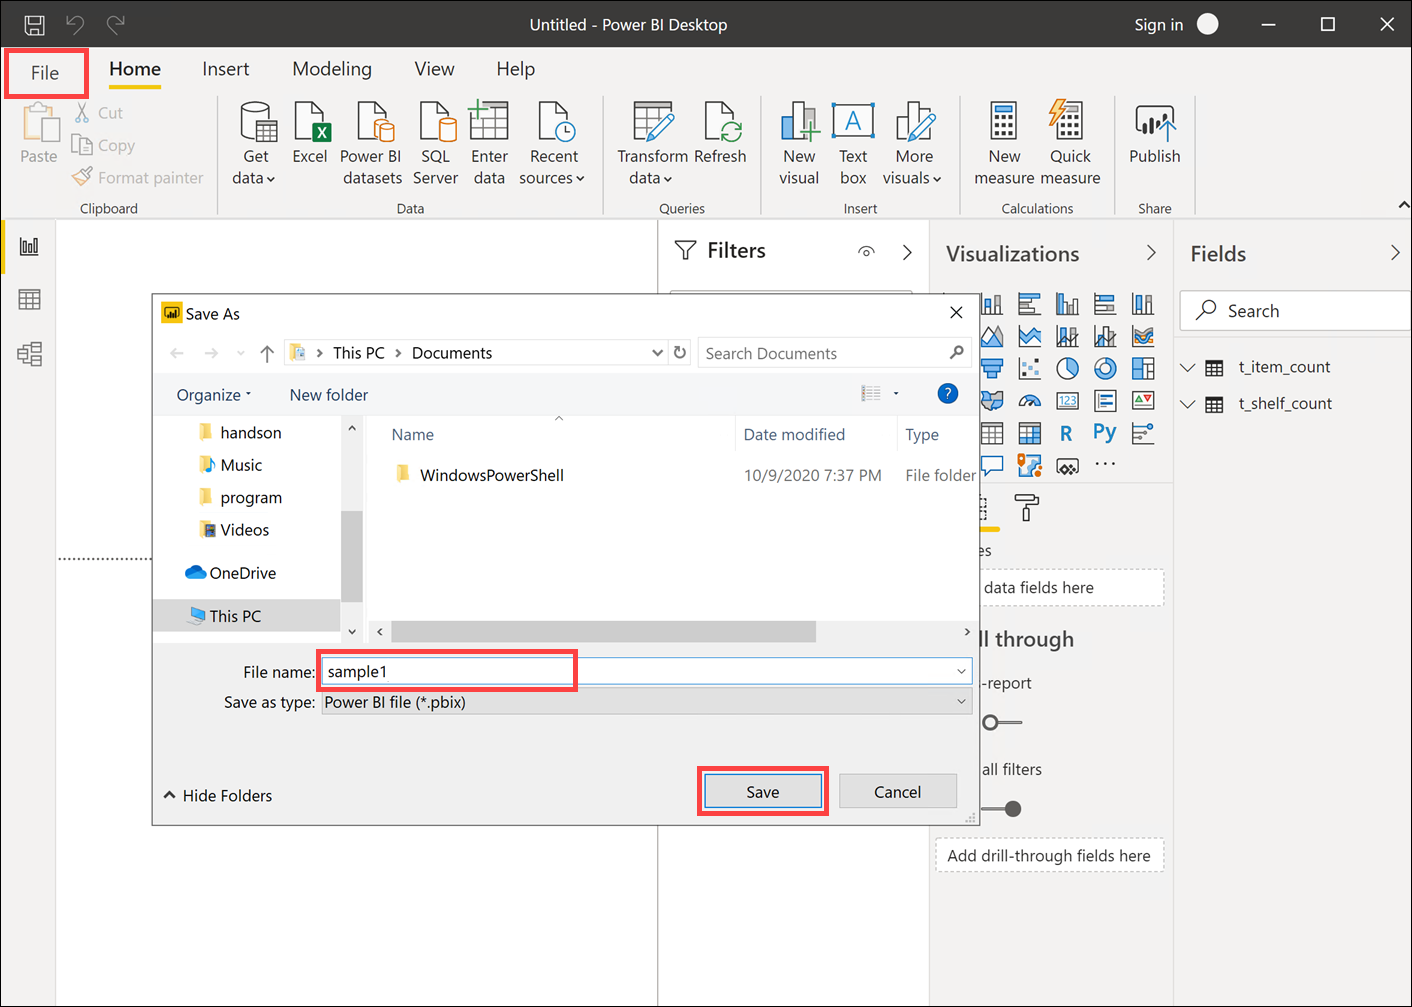 Untitled - Power BI Desktop
Sign in
File
Home
Insert
Modeling
View
Help
Paste
Cut
Copy
Format painter
Clipboard
Get data
Excel
Power BI datasets
SQL Server
Enter data
Recent sources
Data
Transform data
Refresh
Queries
New visual
Text box
More visuals
Insert
New measure
Quick measure
Calculations
Publish
Share
Filters
Visualizations
Fields
Search
t_item_count
t_shelf_count
Save As
This PC
Documents
Search Documents
Organize
New folder
?
handson
Music
program
Videos
OneDrive
This PC
Name
Date modified
Type
WindowsPowerShell
10/9/2020 7:37 PM
File folder
File name:
sample1
Save as type:
Power BI file (*.pbix)
Hide Folders
Save
Cancel
A
X
123
R
Py
...
es
data fields here
ll through
-report
all filters
Add drill-through fields here